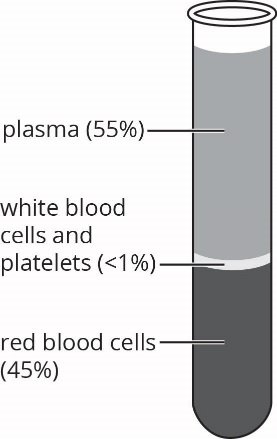 plasma (55%)
white blood
cells and
platelets (<1%)
red blood cells
(45%)